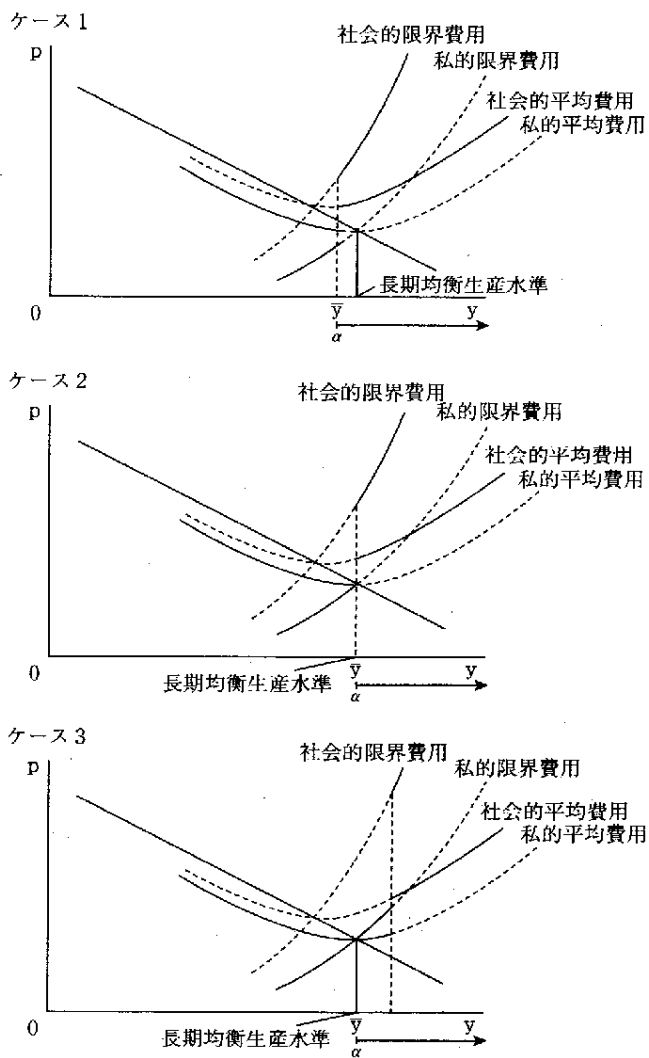 ケース1
社会的限界費用
p
私的限界費用
社会的平均費用
私的平均費用
長期均衡生産水準
0
y̅
y
α
ケース2
社会的限界費用
p
私的限界費用
社会的平均費用
私的平均費用
0
長期均衡生産水準
y̅
y
α
ケース3
社会的限界費用
p
私的限界費用
社会的平均費用
私的平均費用
0
長期均衡生産水準
y̅
y
α